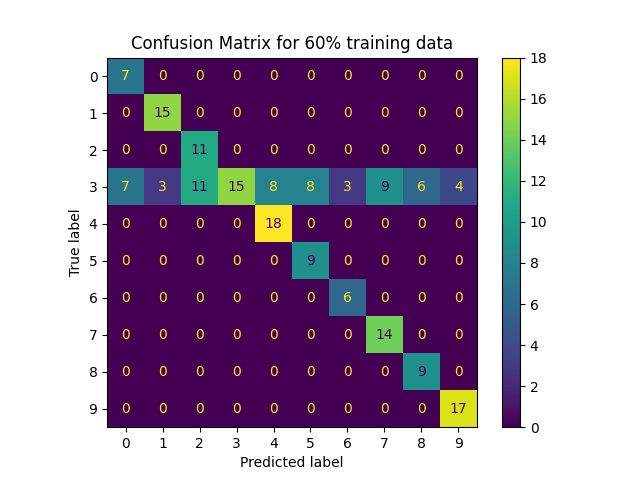 Confusion Matrix for 60% training data
0 7 0 0 0 0 0 0 0 0 0
1 0 15 0 0 0 0 0 0 0 0
2 0 0 11 0 0 0 0 0 0 0
3 7 3 11 15 8 8 3 9 6 4
4 0 0 0 0 18 0 0 0 0 0
5 0 0 0 0 0 9 0 0 0 0
6 0 0 0 0 0 0 6 0 0 0
7 0 0 0 0 0 0 0 14 0 0
8 0 0 0 0 0 0 0 0 9 0
9 0 0 0 0 0 0 0 0 0 17
0 1 2 3 4 5 6 7 8 9
Predicted label
True label
18
16
14
12
10
8
6
4
2
0